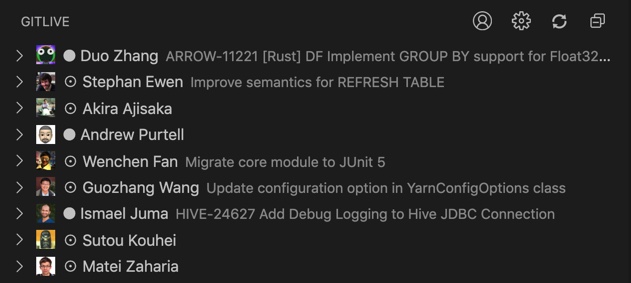 GITLIVE
Duo Zhang ARROW-11221 [Rust] DF Implement GROUP BY support for Float32...
Stephan Ewen Improve semantics for REFRESH TABLE
Akira Ajisaka
Andrew Purtell
Wenchen Fan Migrate core module to JUnit 5
Guozhang Wang Update configuration option in YarnConfigOptions class
Ismael Juma HIVE-24627 Add Debug Logging to Hive JDBC Connection
Sutou Kouhei
Matei Zaharia